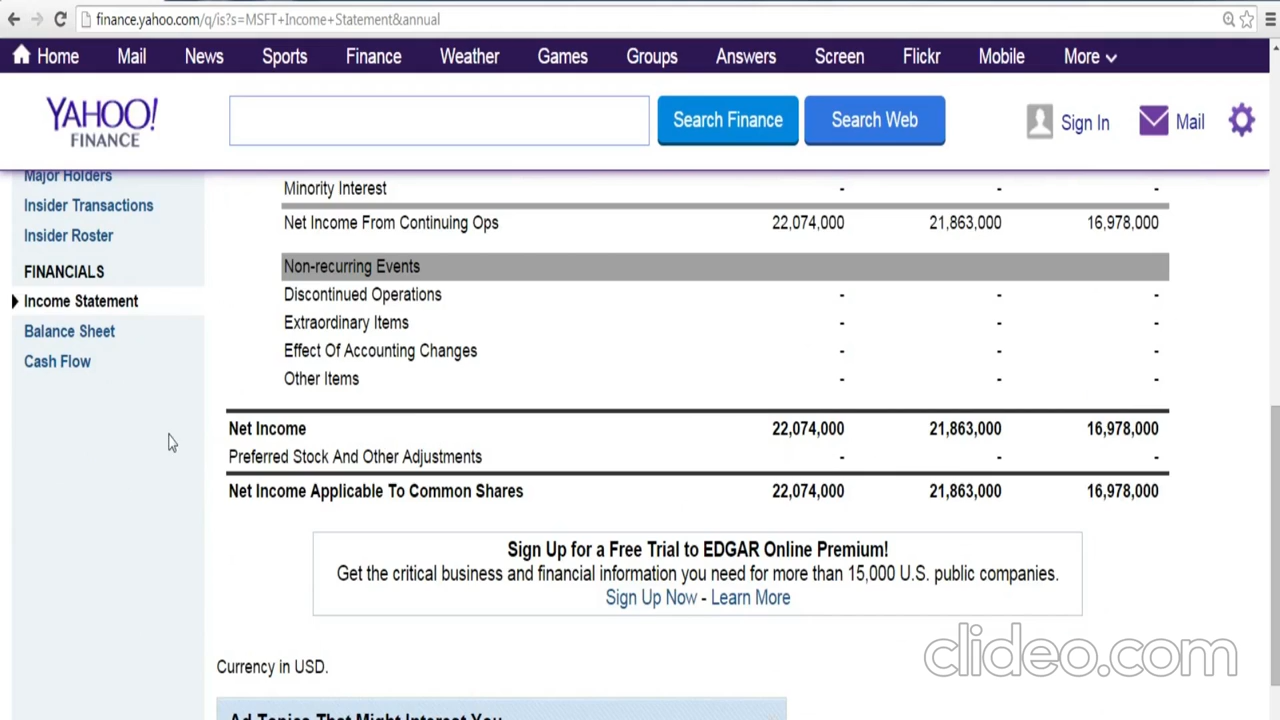 finance.yahoo.com/q/is?s=MSFT+Income+Statement&annual
Home Mail News Sports Finance Weather Games Groups Answers Screen Flickr Mobile More
YAHOO!
FINANCE
Search Finance Search Web Sign In Mail
Major Holders
Insider Transactions
Insider Roster
FINANCIALS
Income Statement
Balance Sheet
Cash Flow
Minority Interest - - -
Net Income From Continuing Ops 22,074,000 21,863,000 16,978,000
Non-recurring Events
Discontinued Operations - - -
Extraordinary Items - - -
Effect Of Accounting Changes - - -
Other Items - - -
Net Income 22,074,000 21,863,000 16,978,000
Preferred Stock And Other Adjustments - - -
Net Income Applicable To Common Shares 22,074,000 21,863,000 16,978,000
Sign Up for a Free Trial to EDGAR Online Premium!
Get the critical business and financial information you need for more than 15,000 U.S. public companies.
Sign Up Now - Learn More
Currency in USD.
clideo.com
Ad Topics That Might Interest You